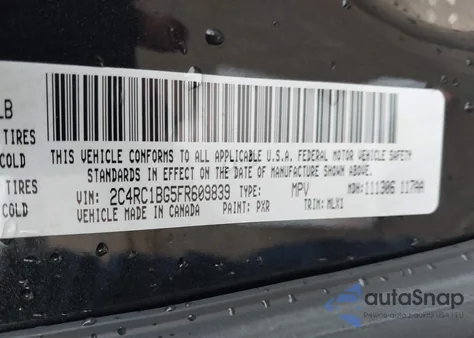 LB
TIRES
COLD
TIRES
COLD
THIS VEHICLE CONFORMS TO ALL APPLICABLE U.S.A. FEDERAL MOTOR VEHICLE SAFETY
STANDARDS IN EFFECT ON THE DATE OF MANUFACTURE SHOWN ABOVE.
VIN: 2C4RC1BG5FR609839 TYPE: MPV MDH: 111306 117AA
VEHICLE MADE IN CANADA PAINT: PXR TRIM: MLX1
autoSnap